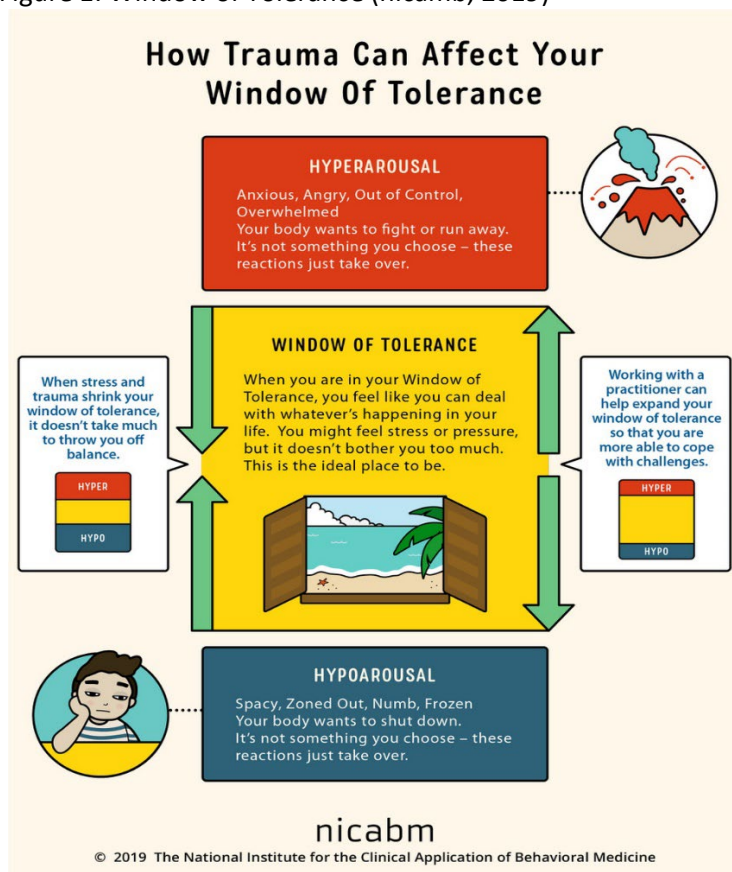 Window of Tolerance (nicamb, 2019)
How Trauma Can Affect Your
Window Of Tolerance
HYPERAROUSAL
Anxious, Angry, Out of Control,
Overwhelmed
Your body wants to fight or run away.
It's not something you choose – these
reactions just take over.
When stress and
trauma shrink your
window of tolerance,
it doesn't take much
to throw you off
balance.
HYPER
HYPO
WINDOW OF TOLERANCE
When you are in your Window of
Tolerance, you feel like you can deal
with whatever's happening in your
life. You might feel stress or pressure,
but it doesn't bother you too much.
This is the ideal place to be.
Working with a
practitioner can
help expand your
window of tolerance
so that you are
more able to cope
with challenges.
HYPER
HYPO
HYPOAROUSAL
Spacy, Zoned Out, Numb, Frozen
Your body wants to shut down.
It's not something you choose – these
reactions just take over.
nicabm
© 2019 The National Institute for the Clinical Application of Behavioral Medicine